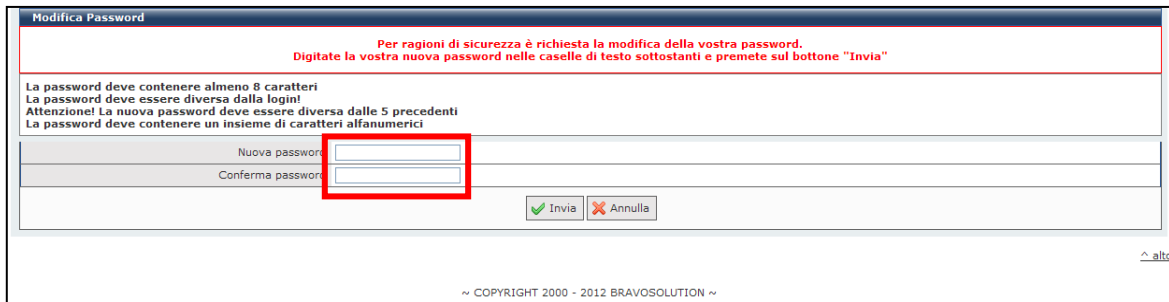 Modifica Password
Per ragioni di sicurezza è richiesta la modifica della vostra password.
Digitate la vostra nuova password nelle caselle di testo sottostanti e premete sul bottone "Invia"
La password deve contenere almeno 8 caratteri
La password deve essere diversa dalla login!
Attenzione! La nuova password deve essere diversa dalle 5 precedenti
La password deve contenere un insieme di caratteri alfanumerici
Nuova password
Conferma password
Invia Annulla
^ alto
~ COPYRIGHT 2000 - 2012 BRAVOSOLUTION ~